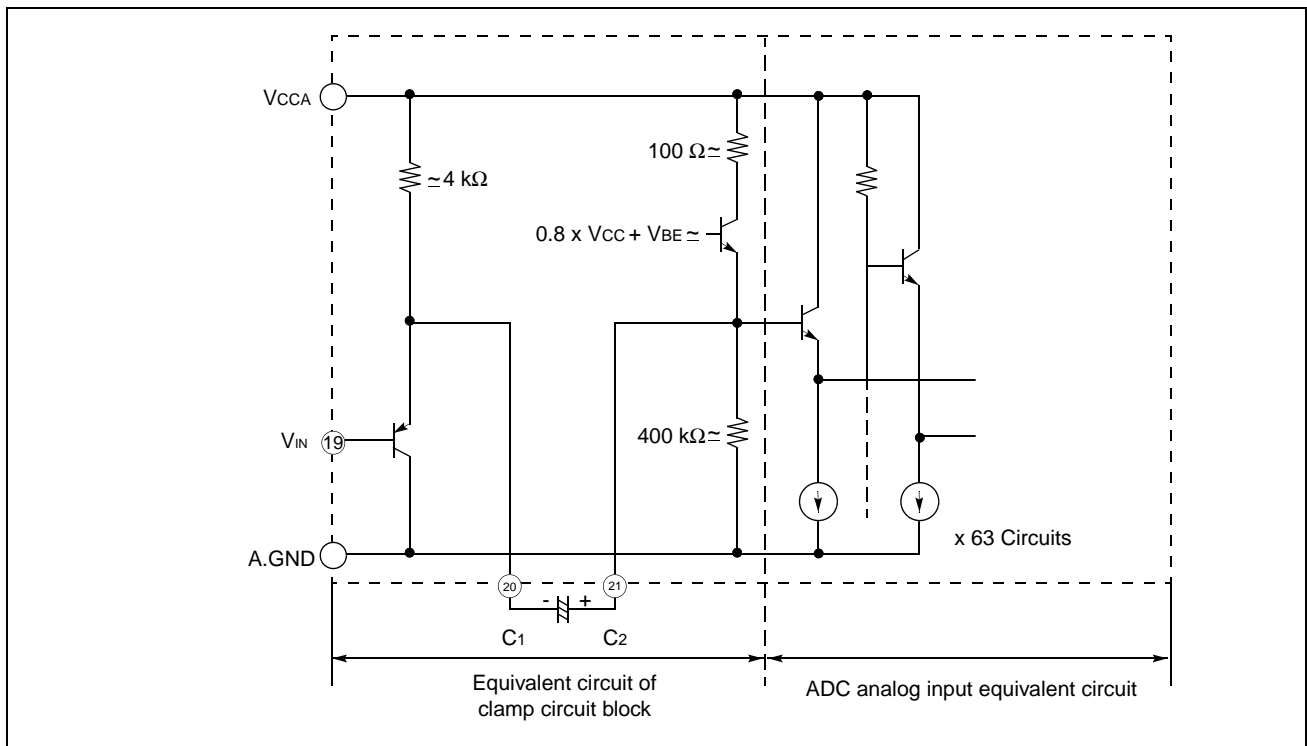 VCCA
100 Ω≃
≃4 kΩ
0.8 x VCC + VBE ≃
400 kΩ≃
VIN 19
x 63 Circuits
A.GND
20 - + 21
C1 C2
Equivalent circuit of
clamp circuit block
ADC analog input equivalent circuit